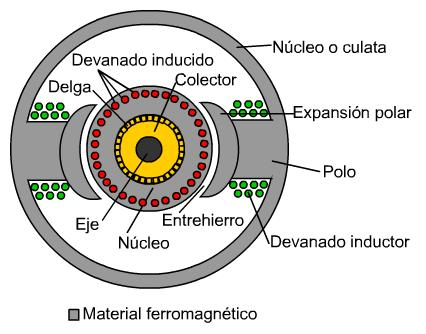 Núcleo o culata
Devanado inducido
Colector
Delga
Expansión polar
Polo
Entrehierro
Eje
Núcleo
Devanado inductor
Material ferromagnético